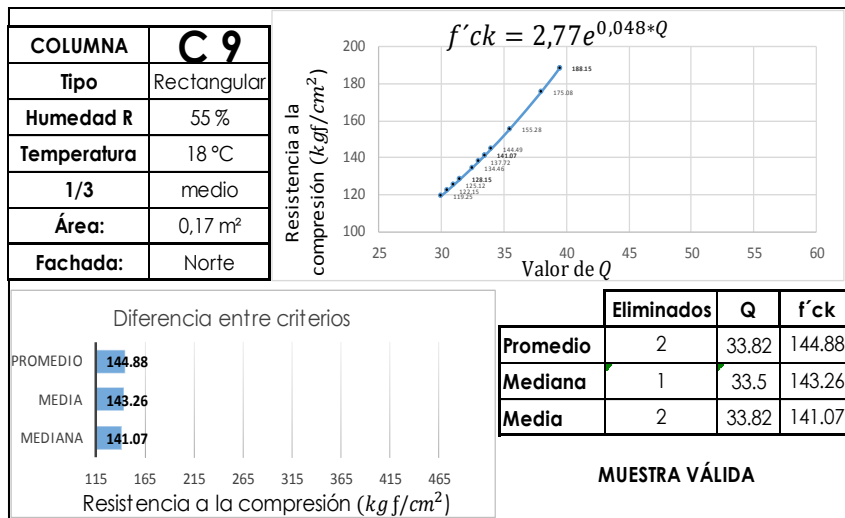 COLUMNA C 9
Tipo Rectangular
Humedad R 55 %
Temperatura 18 °C
1/3 medio
Área: 0,17 m²
Fachada: Norte
f´ck = 2,77e^0,048*Q
Resistencia a la
compresión (kgf/cm²)
200
180
160
140
120
100
188.15
175.08
155.28
144.49
141.07
137.72
134.46
128.15
125.12
122.15
119.25
25 30 35 40 45 50 55 60
Valor de Q
Diferencia entre criterios
PROMEDIO 144.88
MEDIA 143.26
MEDIANA 141.07
115 165 215 265 315 365 415 465
Resistencia a la compresión (kg f/cm²)
Eliminados Q f´ck
Promedio 2 33.82 144.88
Mediana 1 33.5 143.26
Media 2 33.82 141.07
MUESTRA VÁLIDA